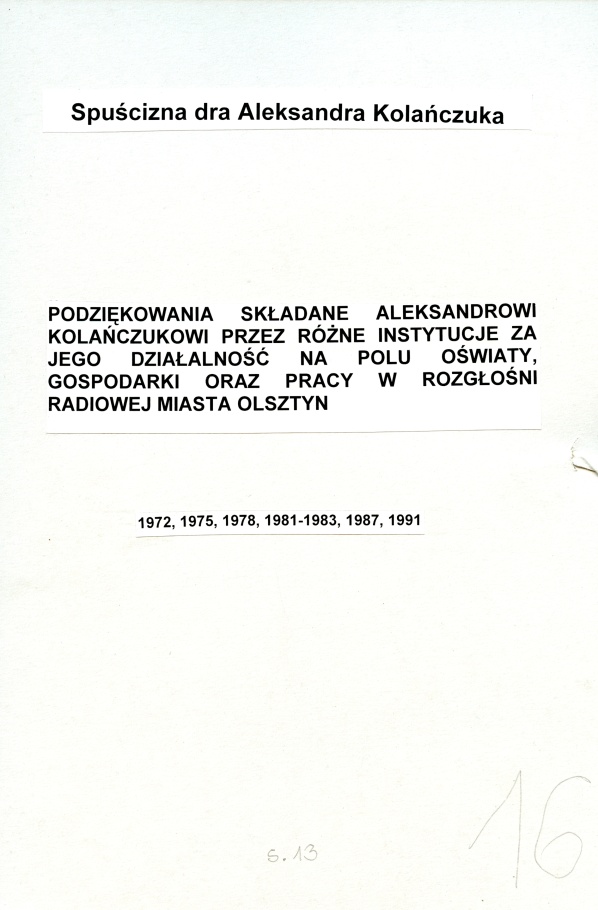 Spuścizna dra Aleksandra Kolańczuka
PODZIĘKOWANIA SKŁADANE ALEKSANDROWI
KOLAŃCZUKOWI PRZEZ RÓŻNE INSTYTUCJE ZA
JEGO DZIAŁALNOŚĆ NA POLU OŚWIATY,
GOSPODARKI ORAZ PRACY W ROZGŁOŚNI
RADIOWEJ MIASTA OLSZTYN
1972, 1975, 1978, 1981-1983, 1987, 1991
16
s. 13